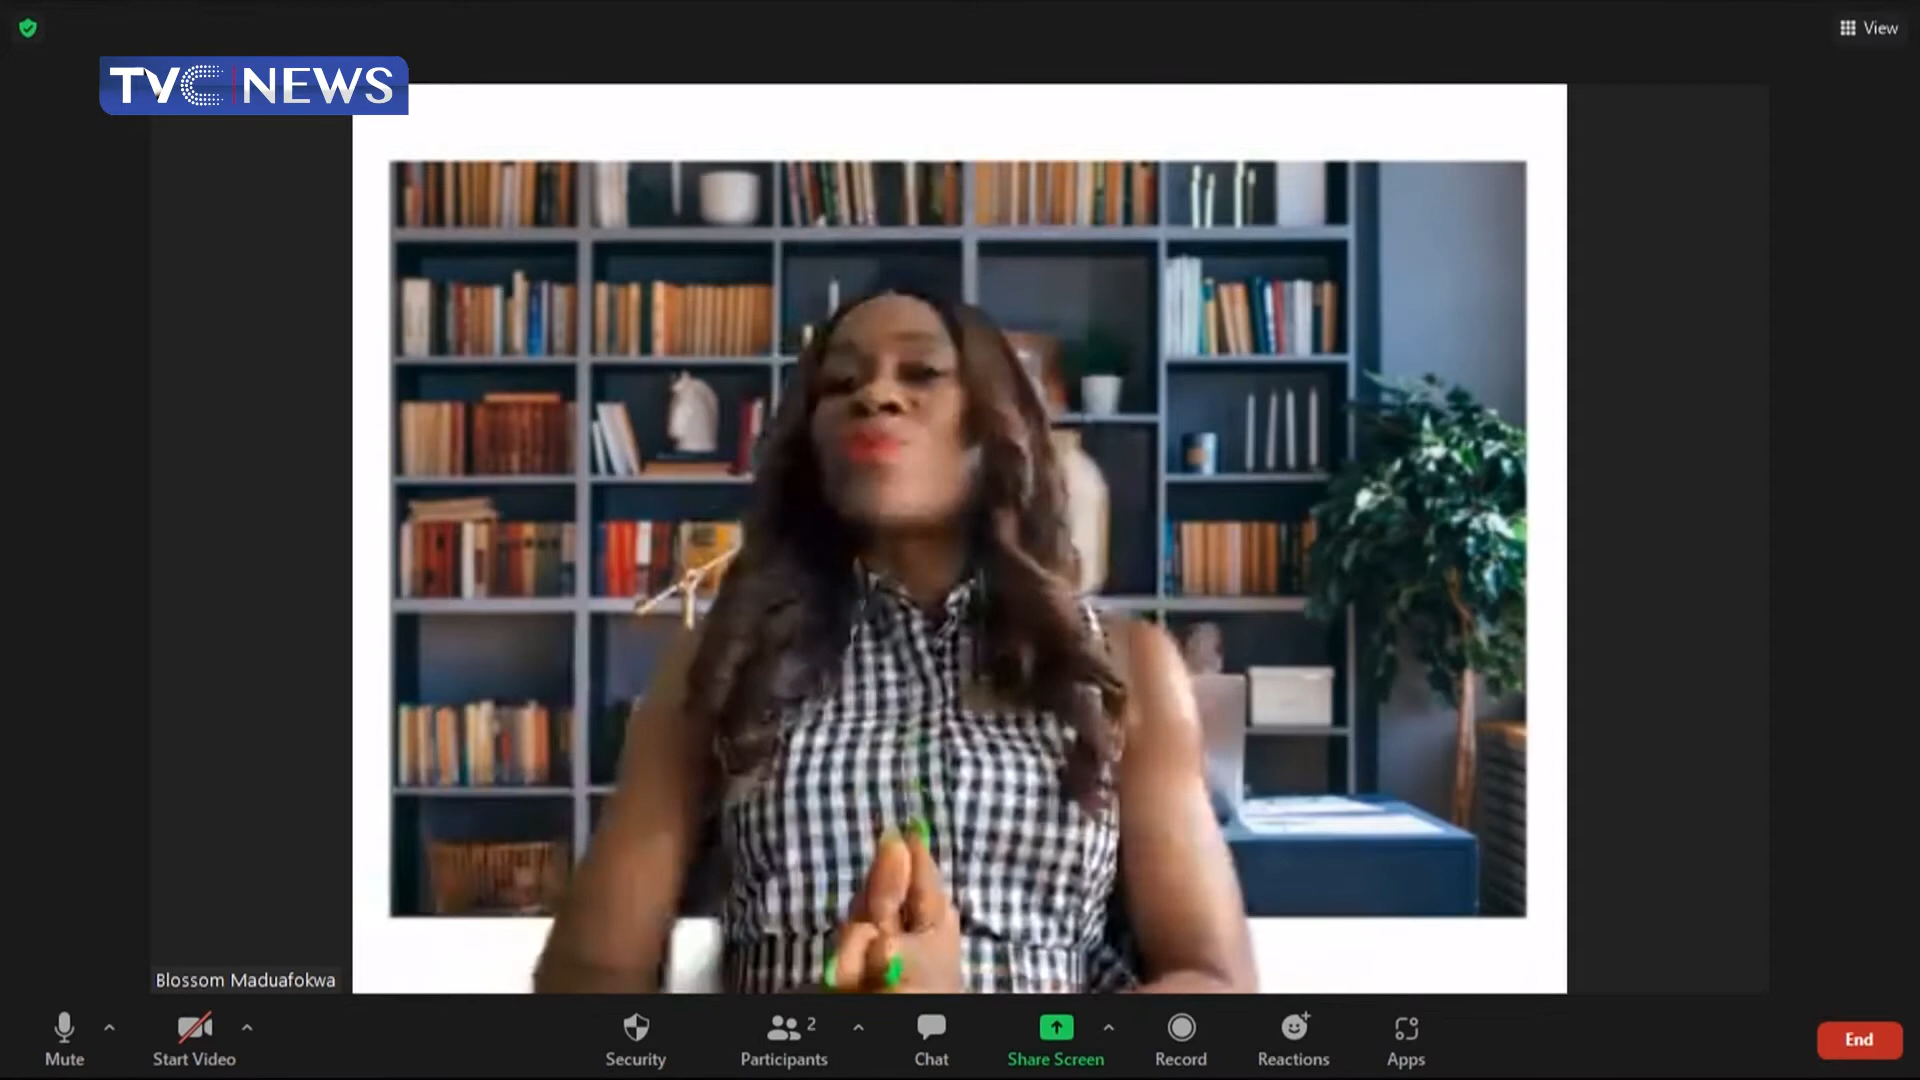 View
TVC NEWS
Blossom Maduafokwa
Mute
Start Video
Security
Participants
2
Chat
Share Screen
Record
Reactions
Apps
End